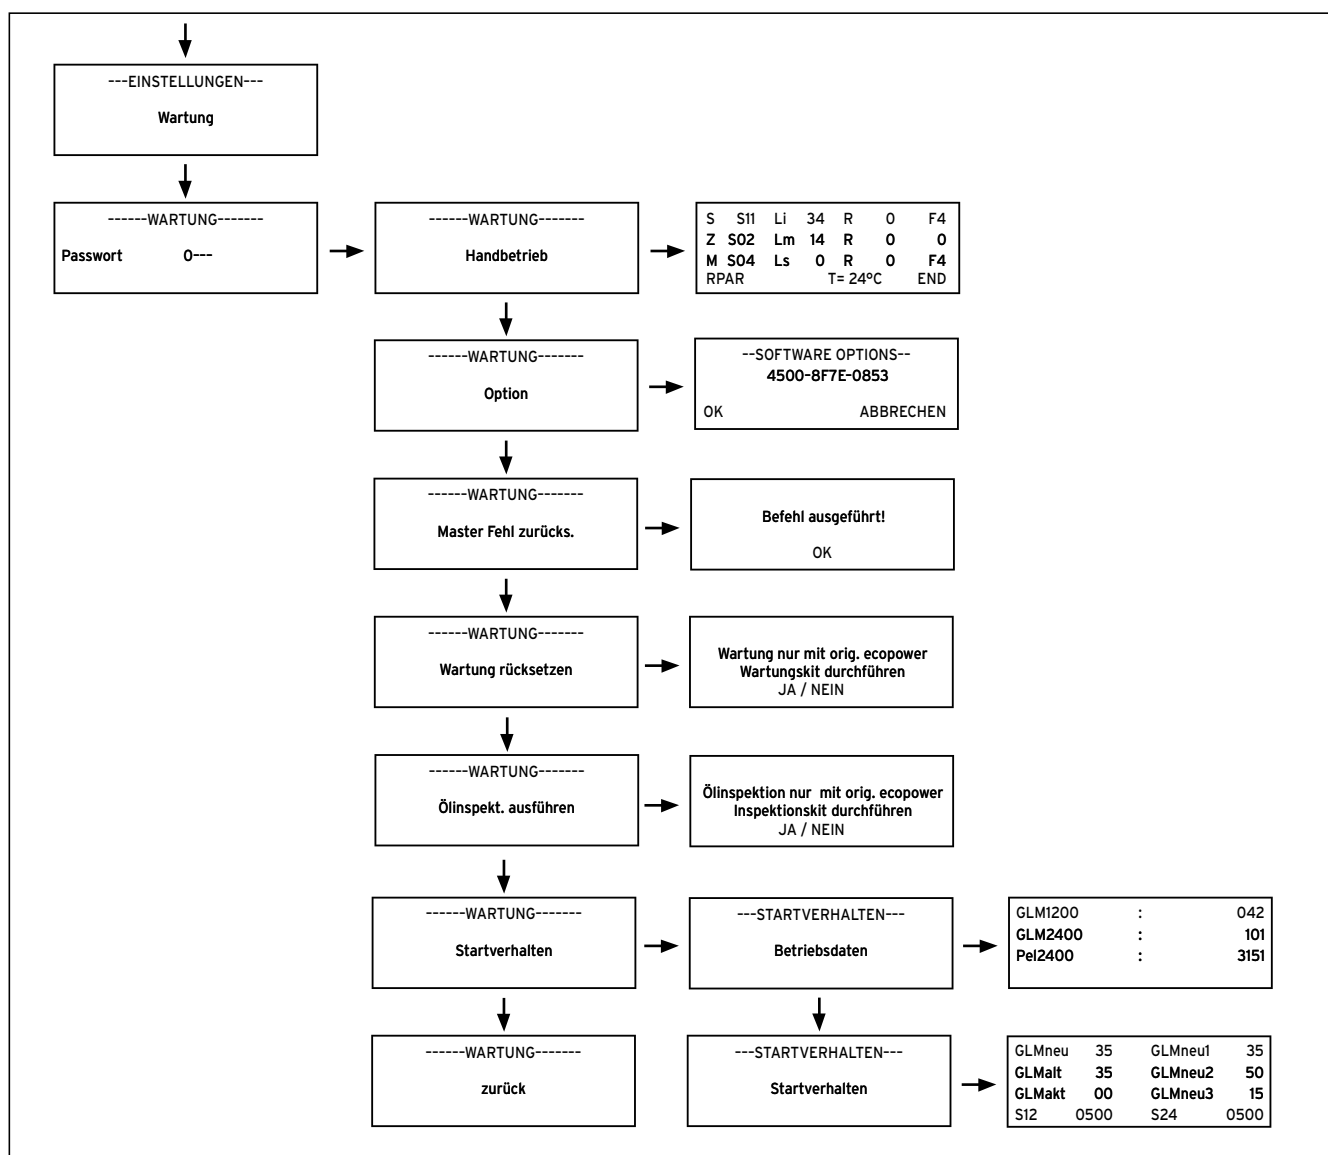 ---EINSTELLUNGEN---
Wartung
------WARTUNG-------
Passwort 0---
------WARTUNG-------
Handbetrieb
S S11 Li 34 R 0 F4
Z S02 Lm 14 R 0 0
M S04 Ls 0 R 0 F4
RPAR T= 24°C END
------WARTUNG-------
Option
--SOFTWARE OPTIONS--
4500-8F7E-0853
OK ABBRECHEN
------WARTUNG-------
Master Fehl zurücks.
Befehl ausgeführt!
OK
------WARTUNG-------
Wartung rücksetzen
Wartung nur mit orig. ecopower
Wartungskit durchführen
JA / NEIN
------WARTUNG-------
Ölinspekt. ausführen
Ölinspektion nur mit orig. ecopower
Inspektionskit durchführen
JA / NEIN
------WARTUNG-------
Startverhalten
---STARTVERHALTEN---
Betriebsdaten
GLM1200 : 042
GLM2400 : 101
Pel2400 : 3151
------WARTUNG-------
zurück
---STARTVERHALTEN---
Startverhalten
GLMneu 35 GLMneu1 35
GLMalt 35 GLMneu2 50
GLMakt 00 GLMneu3 15
S12 0500 S24 0500